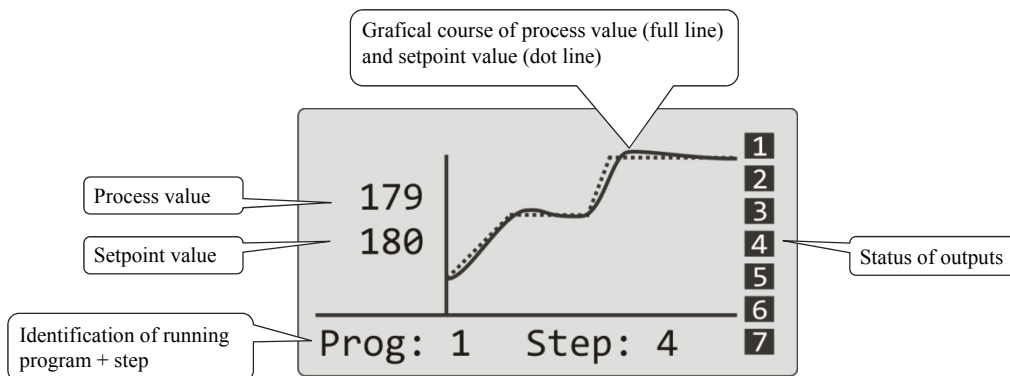 Grafical course of process value (full line)
and setpoint value (dot line)
Process value
179
Setpoint value
180
1
2
3
4
5
6
7
Status of outputs
Identification of running
program + step
Prog: 1 Step: 4